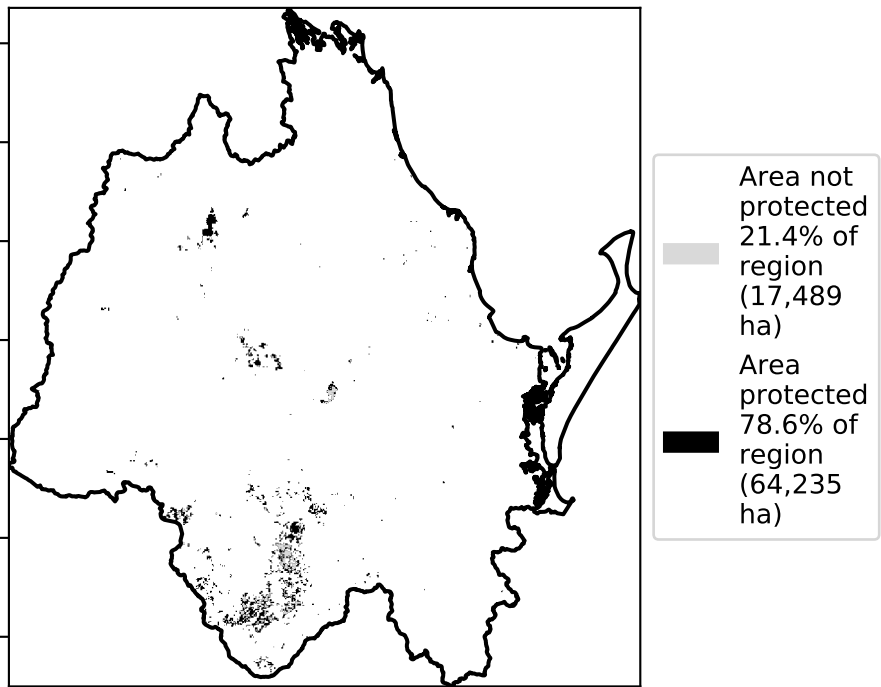 Area not
protected
21.4% of
region
(17,489
ha)
Area
protected
78.6% of
region
(64,235
ha)